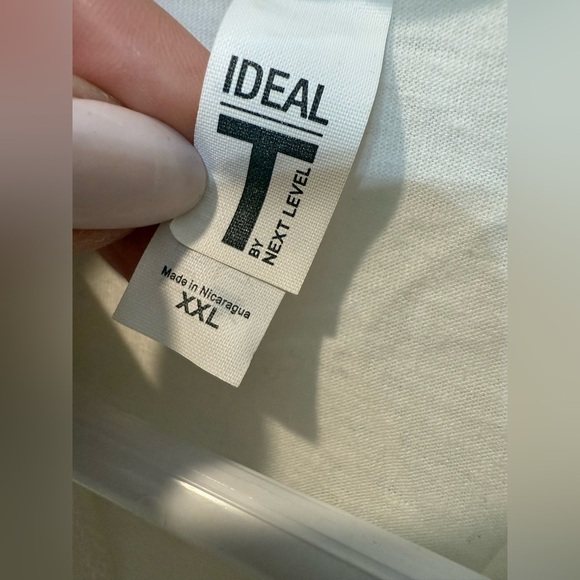 IDEAL
T
BY
NEXT LEVEL
Made in Nicaragua
XXL